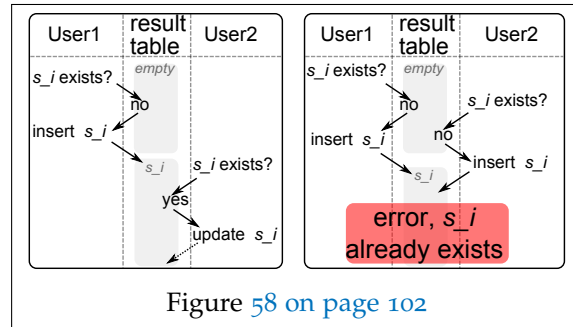 User1
result
table
User2
empty
s_i exists?
no
insert s_i
s_i
s_i exists?
yes
update s_i
User1
result
table
User2
empty
s_i exists?
no
s_i exists?
insert s_i
no
s_i
insert s_i
error, s_i
already exists
Figure 58 on page 102